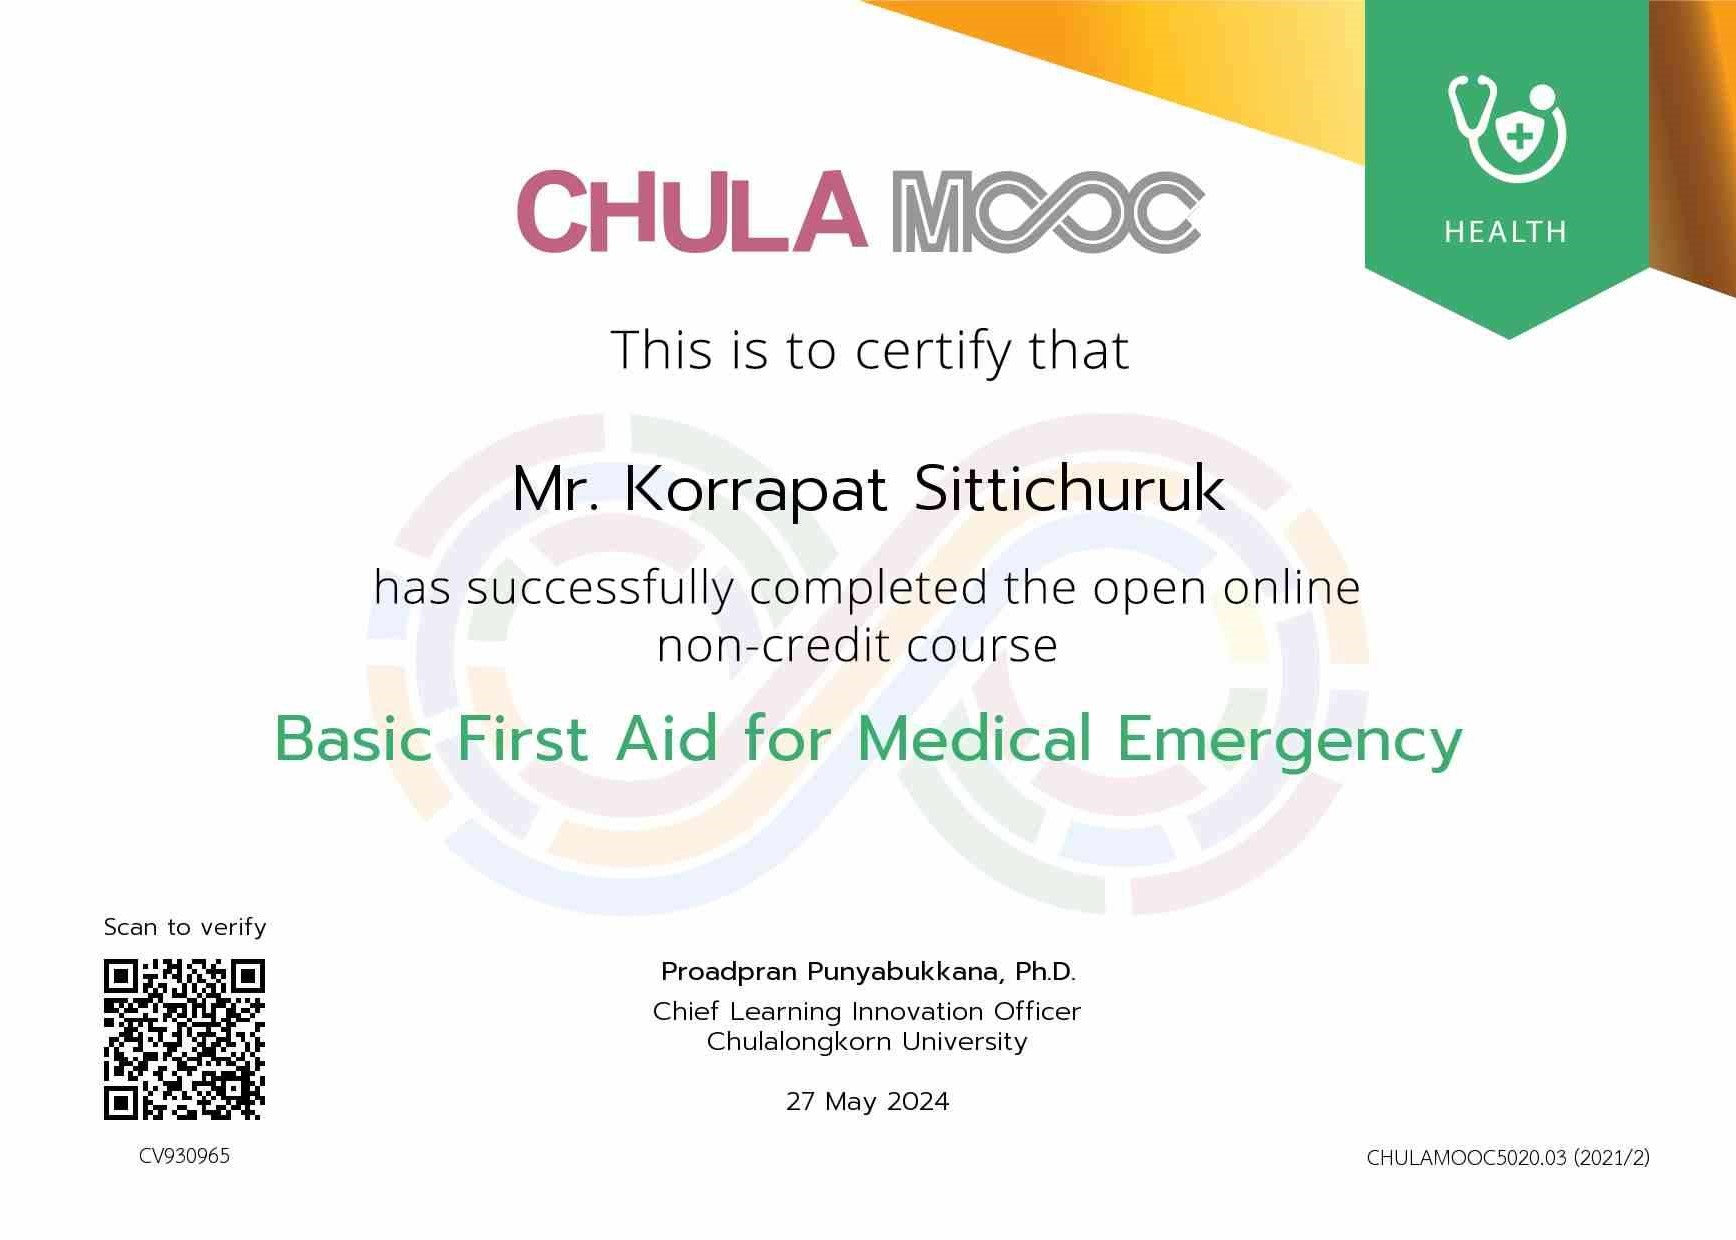 HEALTH
CHULA MOOC
This is to certify that
Mr. Korrapat Sittichuruk
has successfully completed the open online
non-credit course
Basic First Aid for Medical Emergency
Scan to verify
Proadpran Punyabukkana, Ph.D.
Chief Learning Innovation Officer
Chulalongkorn University
27 May 2024
CV930965
CHULAMOOC5020.03 (2021/2)